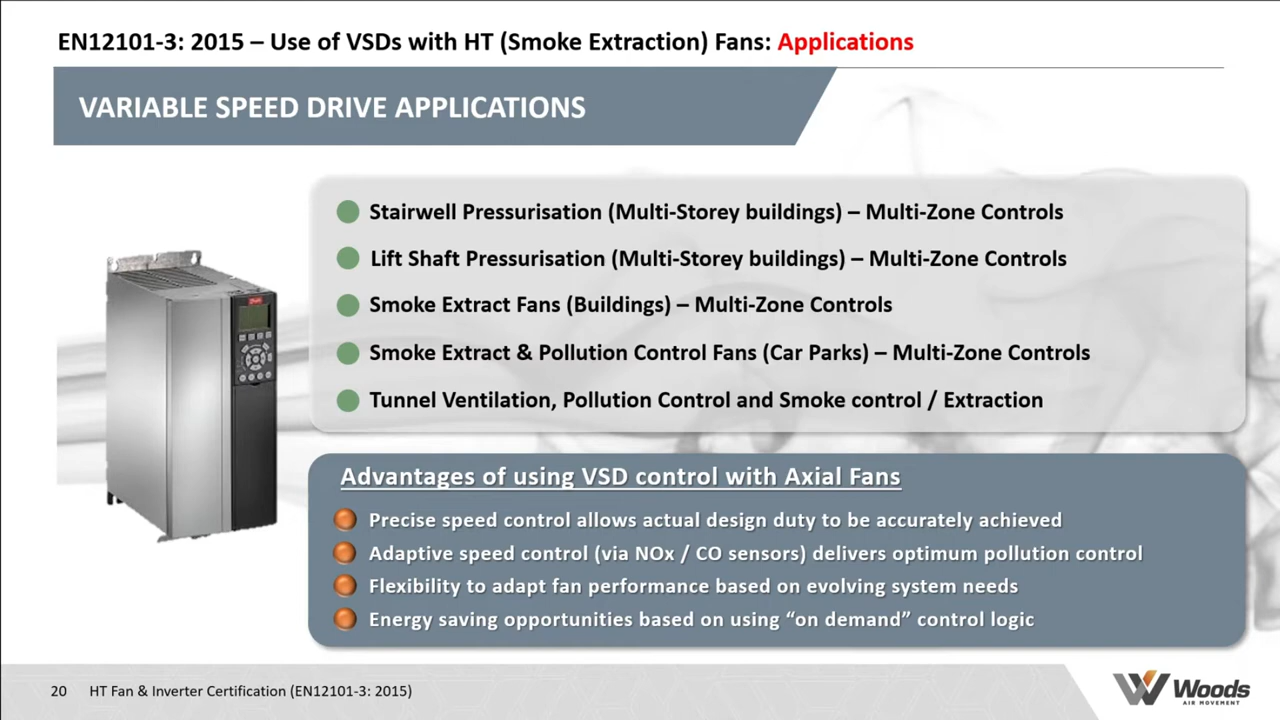 EN12101-3: 2015 – Use of VSDs with HT (Smoke Extraction) Fans: Applications
VARIABLE SPEED DRIVE APPLICATIONS
Stairwell Pressurisation (Multi-Storey buildings) – Multi-Zone Controls
Lift Shaft Pressurisation (Multi-Storey buildings) – Multi-Zone Controls
Smoke Extract Fans (Buildings) – Multi-Zone Controls
Smoke Extract & Pollution Control Fans (Car Parks) – Multi-Zone Controls
Tunnel Ventilation, Pollution Control and Smoke control / Extraction
Advantages of using VSD control with Axial Fans
Precise speed control allows actual design duty to be accurately achieved
Adaptive speed control (via NOx / CO sensors) delivers optimum pollution control
Flexibility to adapt fan performance based on evolving system needs
Energy saving opportunities based on using “on demand” control logic
20 HT Fan & Inverter Certification (EN12101-3: 2015)
Woods
AIR MOVEMENT